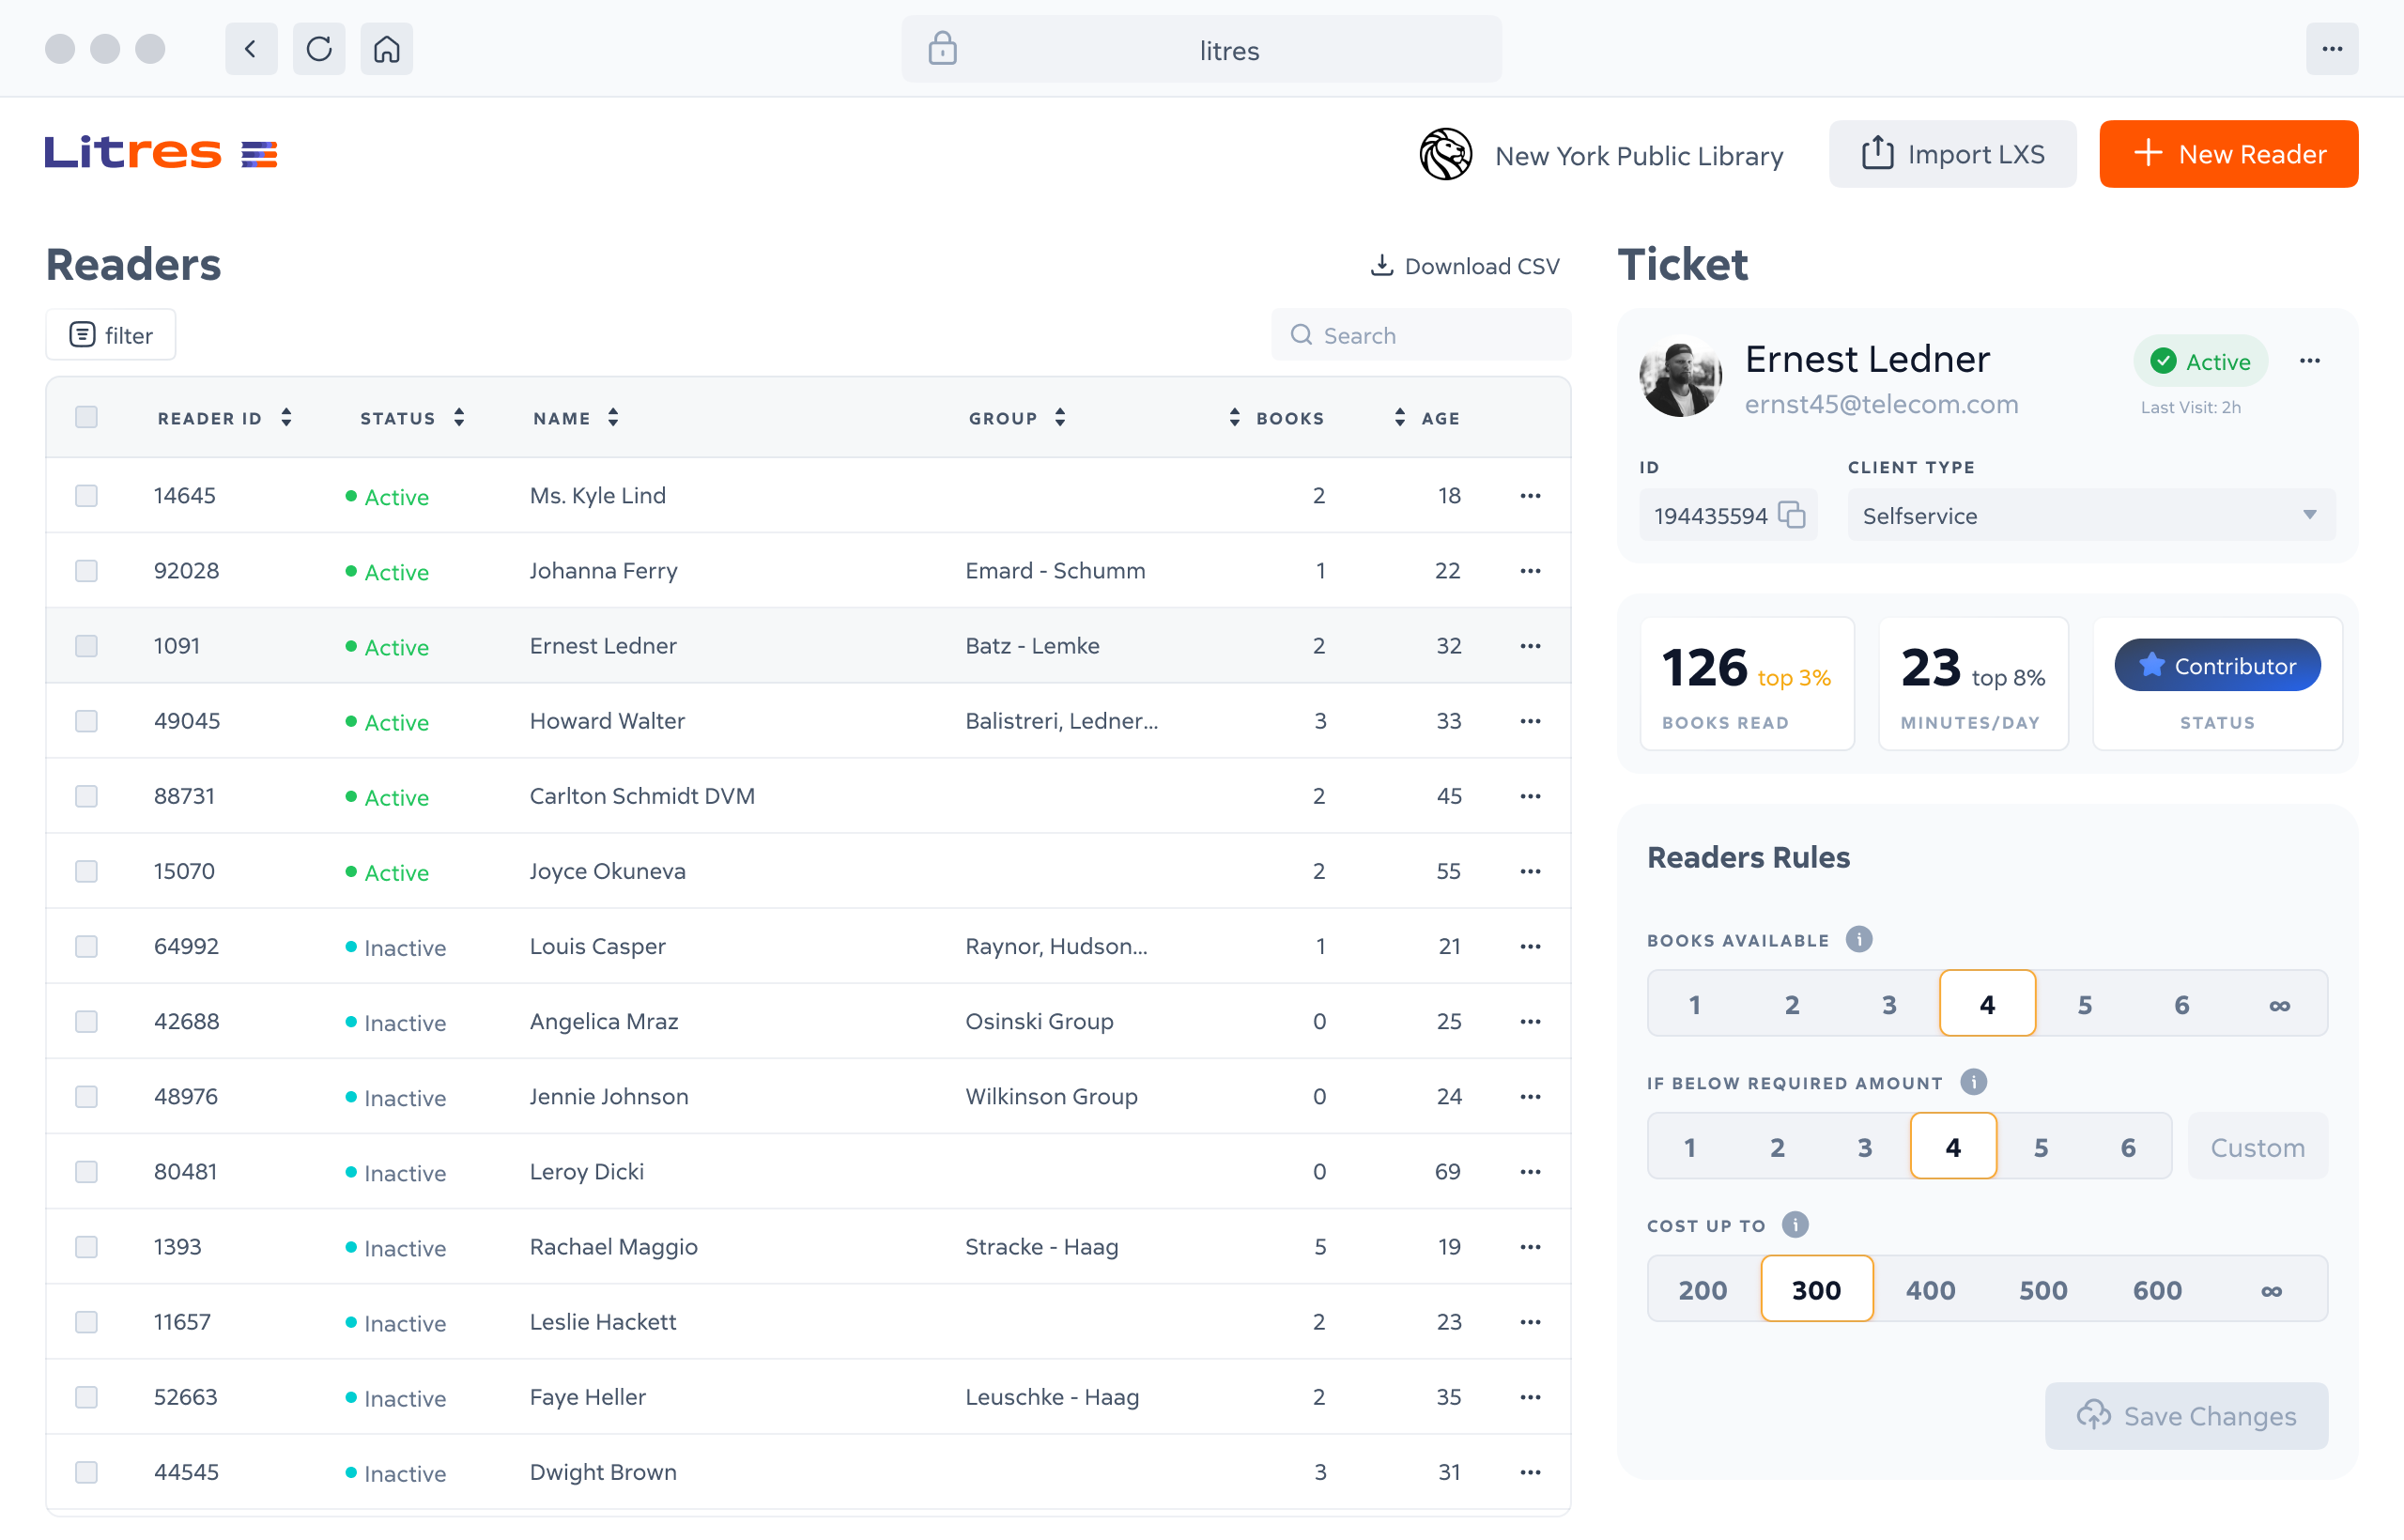 litres
Litres
New York Public Library
Import LXS
New Reader
Readers
Download CSV
filter
Search
READER ID STATUS NAME GROUP BOOKS AGE
14645 Active Ms. Kyle Lind 2 18
92028 Active Johanna Ferry Emard - Schumm 1 22
1091 Active Ernest Ledner Batz - Lemke 2 32
49045 Active Howard Walter Balistreri, Ledner... 3 33
88731 Active Carlton Schmidt DVM 2 45
15070 Active Joyce Okuneva 2 55
64992 Inactive Louis Casper Raynor, Hudson... 1 21
42688 Inactive Angelica Mraz Osinski Group 0 25
48976 Inactive Jennie Johnson Wilkinson Group 0 24
80481 Inactive Leroy Dicki 0 69
1393 Inactive Rachael Maggio Stracke - Haag 5 19
11657 Inactive Leslie Hackett 2 23
52663 Inactive Faye Heller Leuschke - Haag 2 35
44545 Inactive Dwight Brown 3 31
Ticket
Ernest Ledner
Active
ernst45@telecom.com
Last Visit: 2h
ID CLIENT TYPE
194435594 Selfservice
126 top 3% 23 top 8% Contributor
BOOKS READ MINUTES/DAY STATUS
Readers Rules
BOOKS AVAILABLE
1 2 3 4 5 6 ∞
IF BELOW REQUIRED AMOUNT
1 2 3 4 5 6 Custom
COST UP TO
200 300 400 500 600 ∞
Save Changes